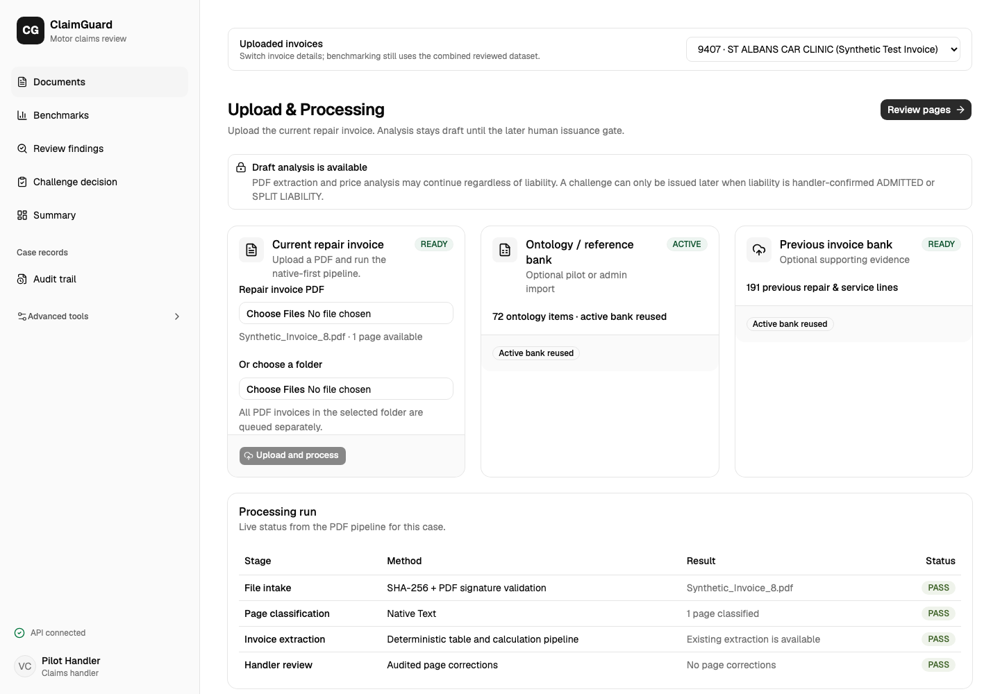 CG
ClaimGuard
Motor claims review
Documents
Benchmarks
Review findings
Challenge decision
Summary
Case records
Audit trail
Advanced tools
API connected
VC
Pilot Handler
Claims handler
Uploaded invoices
Switch invoice details; benchmarking still uses the combined reviewed dataset.
9407 · ST ALBANS CAR CLINIC (Synthetic Test Invoice)
Upload & Processing
Review pages
Upload the current repair invoice. Analysis stays draft until the later human issuance gate.
Draft analysis is available
PDF extraction and price analysis may continue regardless of liability. A challenge can only be issued later when liability is handler-confirmed ADMITTED or
SPLIT LIABILITY.
Current repair invoice
READY
Upload a PDF and run the
native-first pipeline.
Repair invoice PDF
Choose Files No file chosen
Synthetic_Invoice_8.pdf · 1 page available
Or choose a folder
Choose Files No file chosen
All PDF invoices in the selected folder are
queued separately.
Upload and process
Ontology / reference
bank
ACTIVE
Optional pilot or admin
import
72 ontology items · active bank reused
Active bank reused
Previous invoice bank
READY
Optional supporting evidence
191 previous repair & service lines
Active bank reused
Processing run
Live status from the PDF pipeline for this case.
Stage Method Result Status
File intake SHA-256 + PDF signature validation Synthetic_Invoice_8.pdf PASS
Page classification Native Text 1 page classified PASS
Invoice extraction Deterministic table and calculation pipeline Existing extraction is available PASS
Handler review Audited page corrections No page corrections PASS